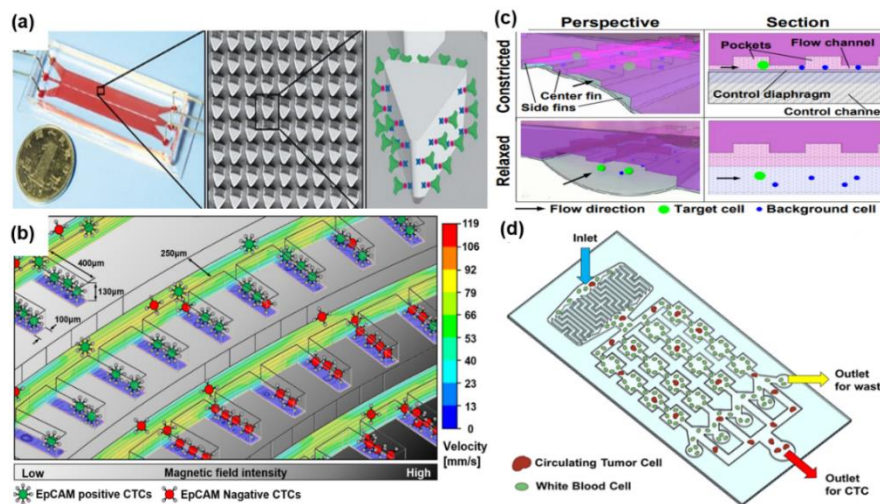 (a)
(b)
400μm
130μm
100μm
250μm
119
106
92
79
66
53
40
26
13
0
Velocity
[mm/s]
Low
Magnetic field intensity
High
EpCAM positive CTCs
EpCAM Nagative CTCs
(c)
Perspective
Section
Constricted
Relaxed
Center fin
Side fins
Pockets
Flow channel
Control diaphragm
Control channel
Flow direction
Target cell
Background cell
(d)
Inlet
Outlet
for wast
Circulating Tumor Cell
White Blood Cell
Outlet
for CTC